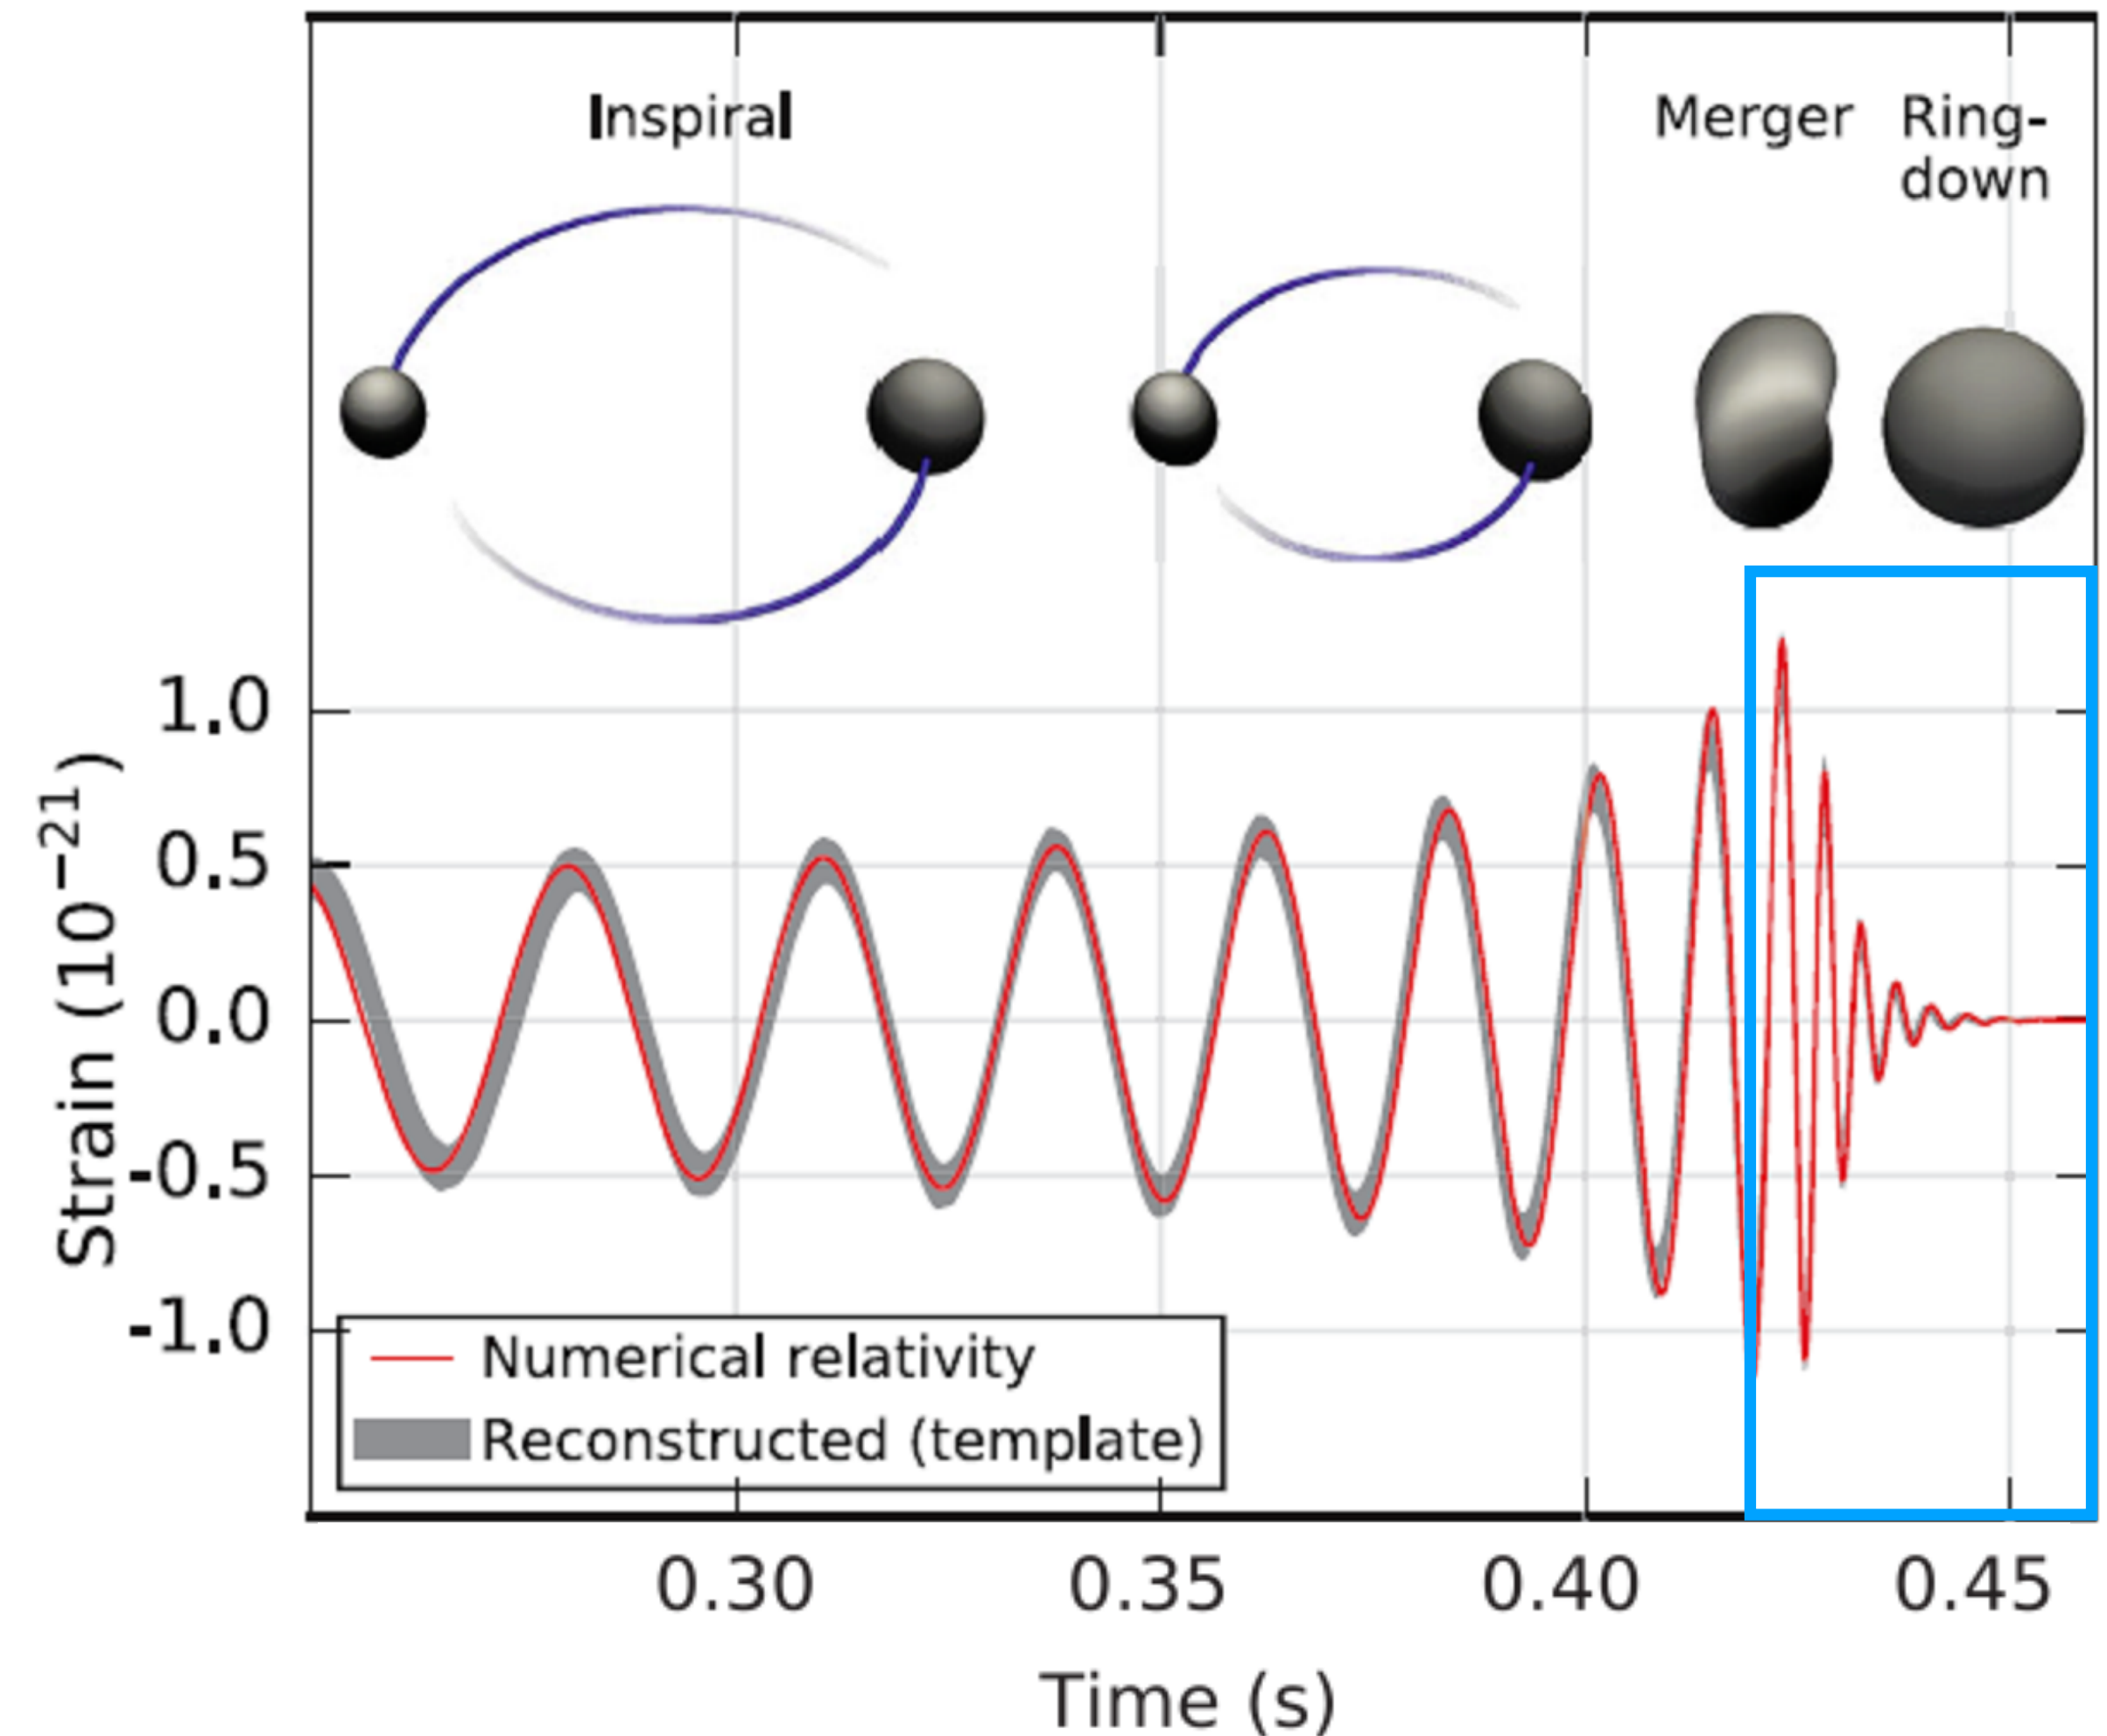 Inspiral
Merger
Ring-
down
1.0
0.5
0.0
-0.5
-1.0
Strain (10⁻²¹)
Numerical relativity
Reconstructed (template)
0.30
0.35
0.40
0.45
Time (s)